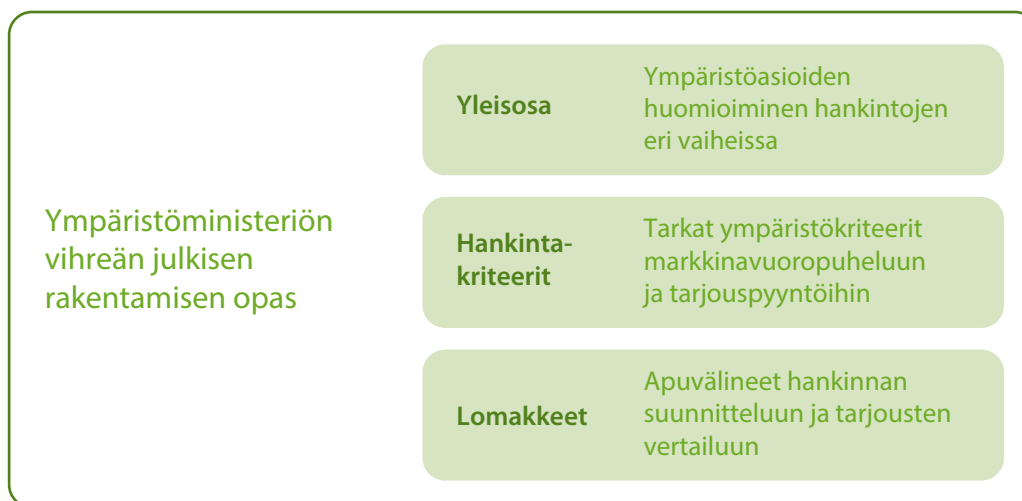 Ympäristöministeriön
vihreän julkisen
rakentamisen opas
Yleisosa
Ympäristöasioiden
huomioiminen hankintojen
eri vaiheissa
Hankinta-
kriteerit
Tarkat ympäristökriteerit
markkinavuoropuheluun
ja tarjouspyyntöihin
Lomakkeet
Apuvälineet hankinnan
suunnitteluun ja tarjousten
vertailuun